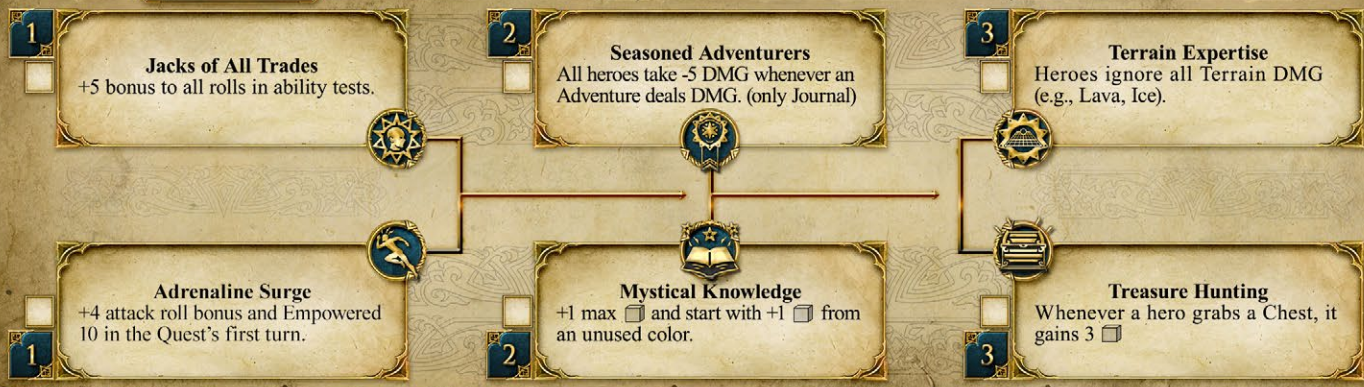 1
Jacks of All Trades
+5 bonus to all rolls in ability tests.
2
Seasoned Adventurers
All heroes take -5 DMG whenever an
Adventure deals DMG. (only Journal)
3
Terrain Expertise
Heroes ignore all Terrain DMG
(e.g., Lava, Ice).
Adrenaline Surge
+4 attack roll bonus and Empowered
10 in the Quest's first turn.
1
Mystical Knowledge
+1 max and start with +1 from
an unused color.
2
Treasure Hunting
Whenever a hero grabs a Chest, it
gains 3
3